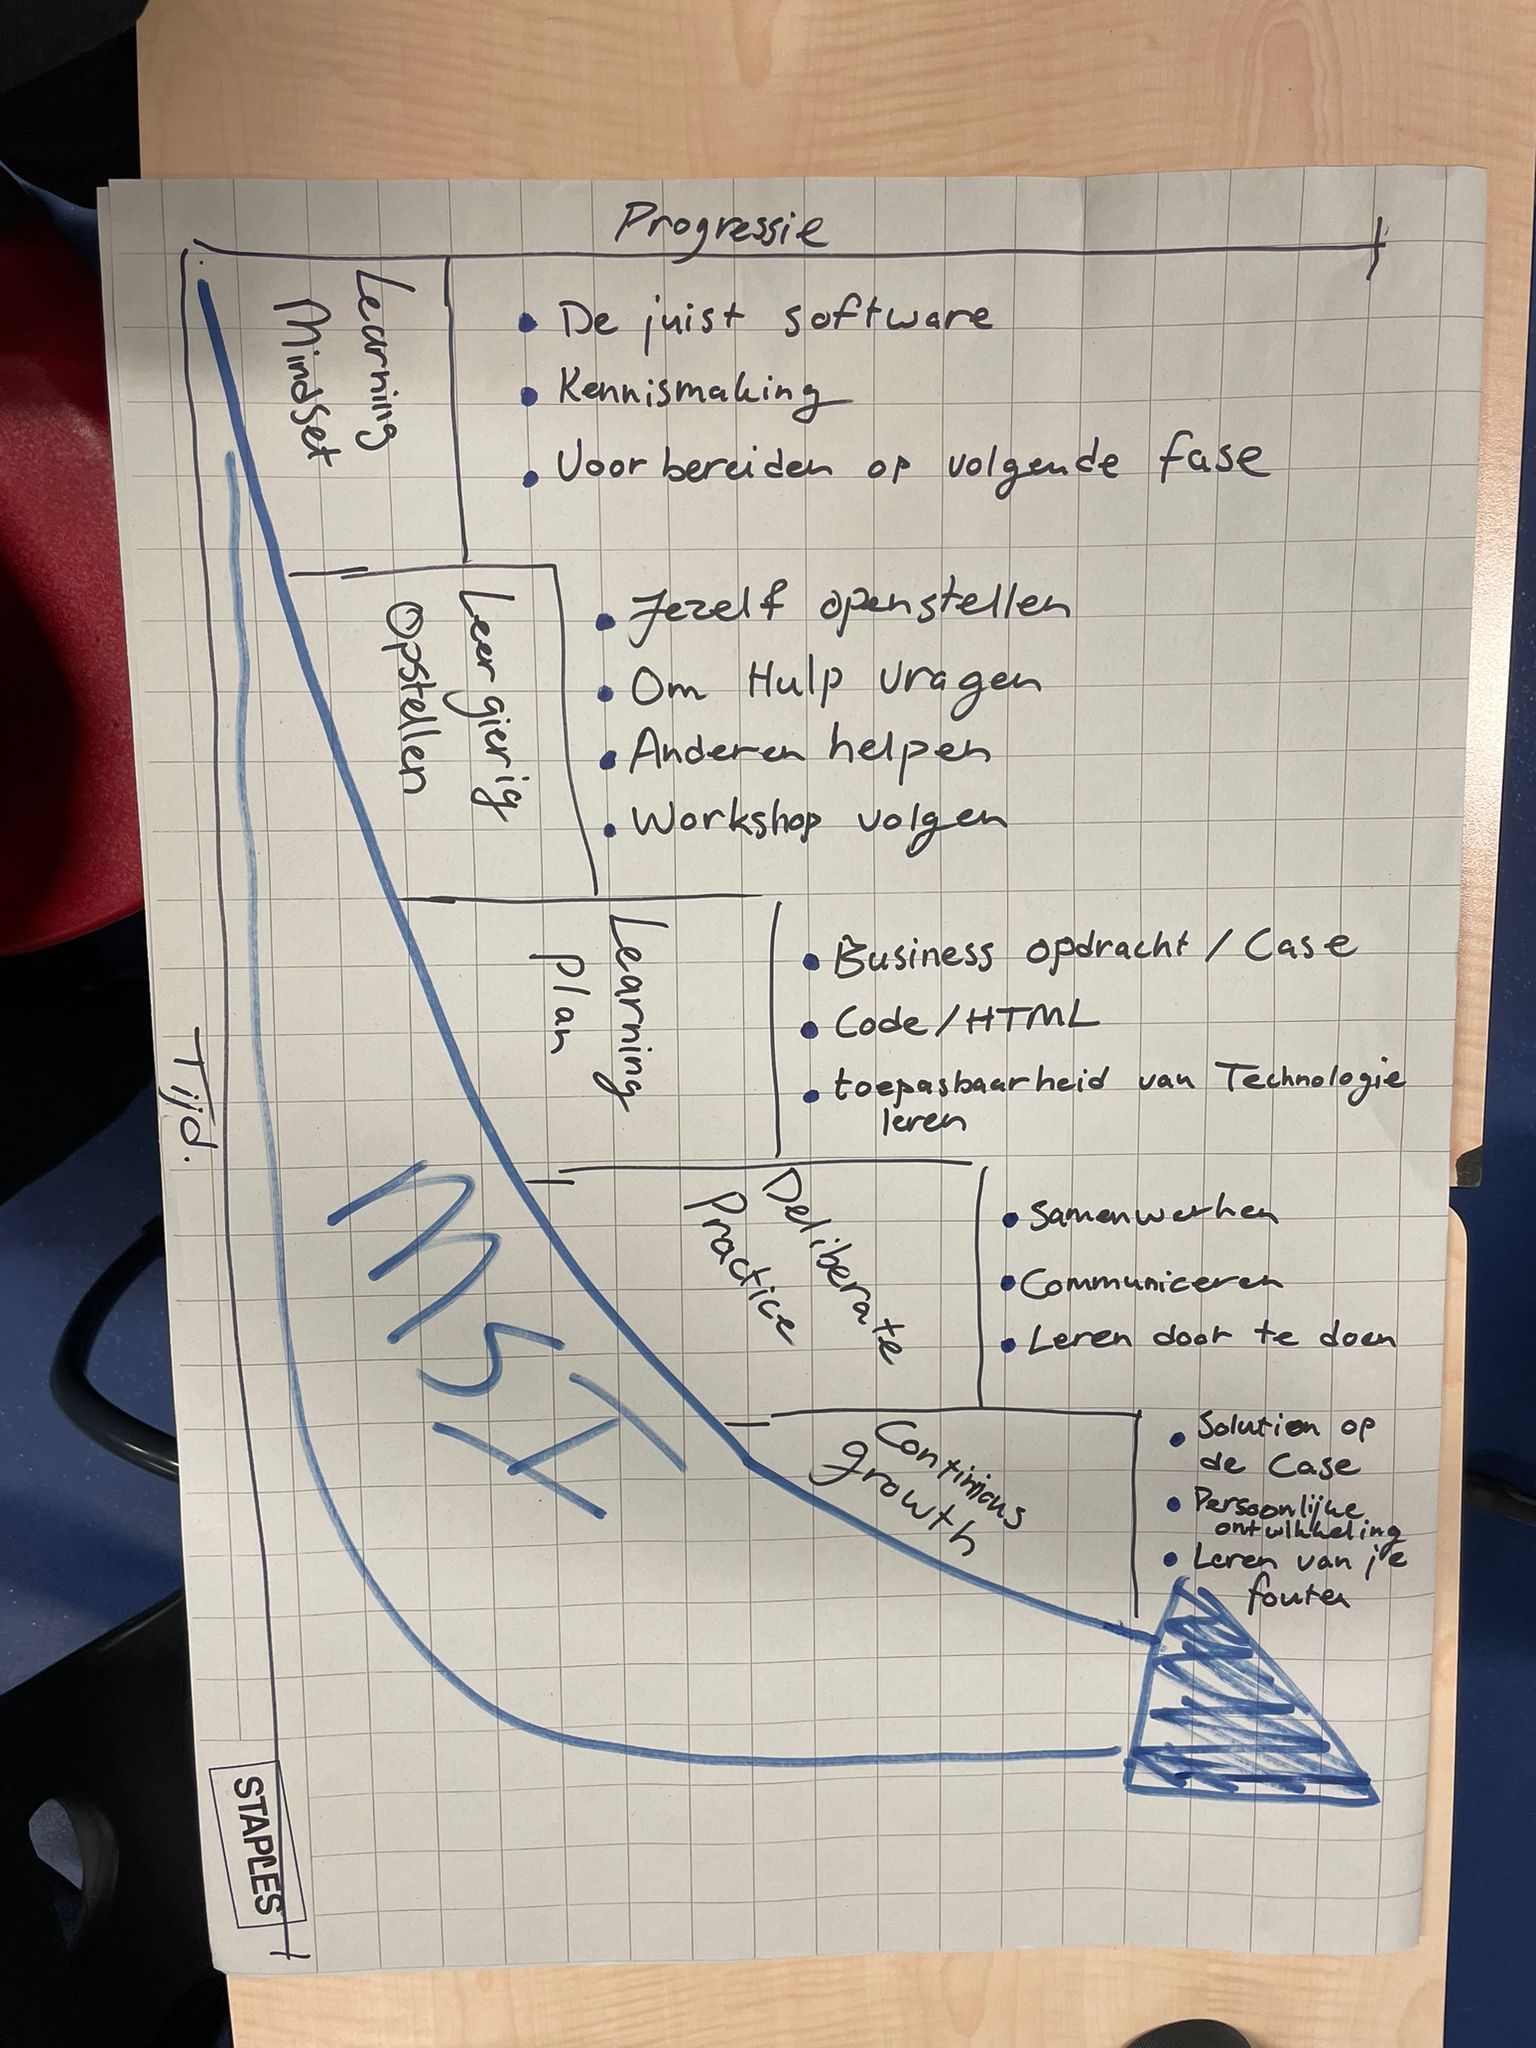 Progressie
Learning
Mindset
De juist software
Kennismaking
Voorbereiden op volgende fase
Leergierig
Opstellen
Jezelf openstellen
Om Hulp vragen
Anderen helpen
Workshop volgen
Learning
plan
Business opdracht / Case
Code/HTML
toepasbaarheid van Technologie
leren
Tijd.
Deliberate
Practice
Samenwerken
Communiceren
Leren door te doen
Continious
growth
Solution op
de Case
Persoonlijke
ontwikkeling
Leren van je
fouten
STAPLES